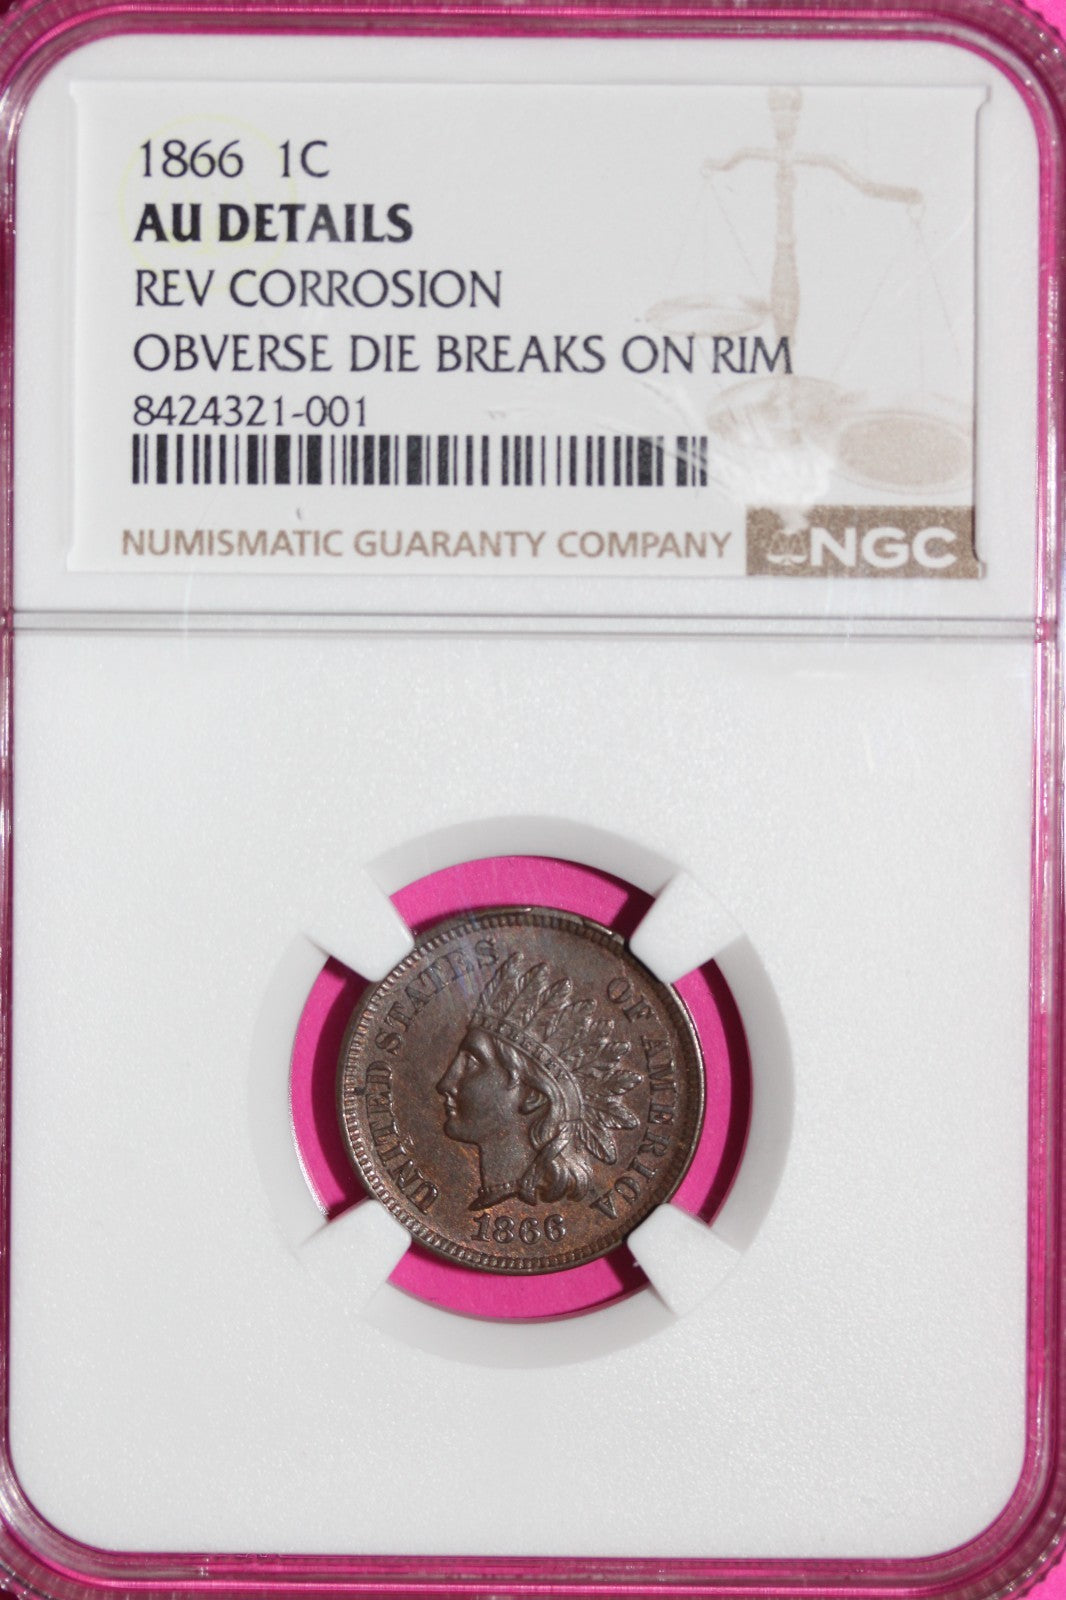 1866 1C
AU DETAILS
REV CORROSION
OBVERSE DIE BREAKS ON RIM
8424321-001
NUMISMATIC GUARANTY COMPANY NGC
UNITED STATES OF AMERICA
LIBERTY
1866